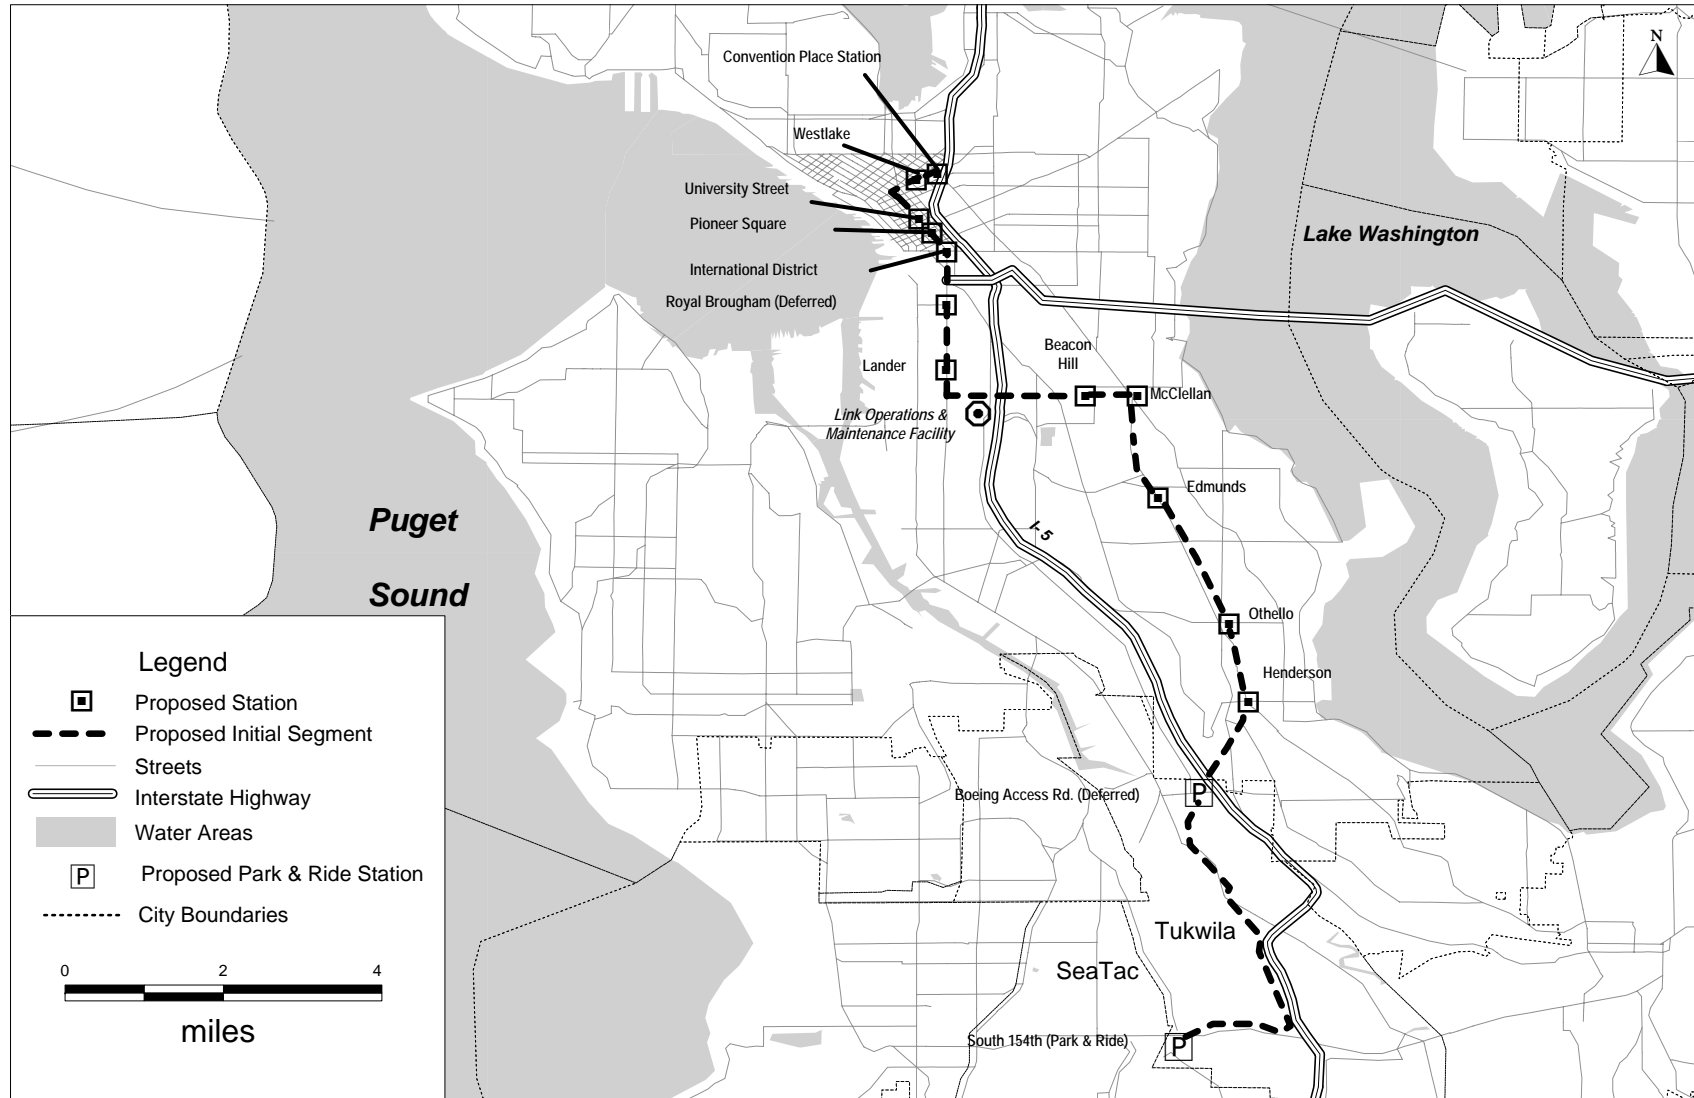 N
Convention Place Station
Westlake
University Street
Pioneer Square
Lake Washington
International District
Royal Brougham (Deferred)
Beacon
Hill
Lander
McClellan
Link Operations &
Maintenance Facility
Edmunds
Puget
Sound
I-5
Othello
Henderson
Boeing Access Rd. (Deferred)
P
Tukwila
SeaTac
South 154th (Park & Ride)
P
Legend
Proposed Station
Proposed Initial Segment
Streets
Interstate Highway
Water Areas
P Proposed Park & Ride Station
City Boundaries
0 2 4
miles